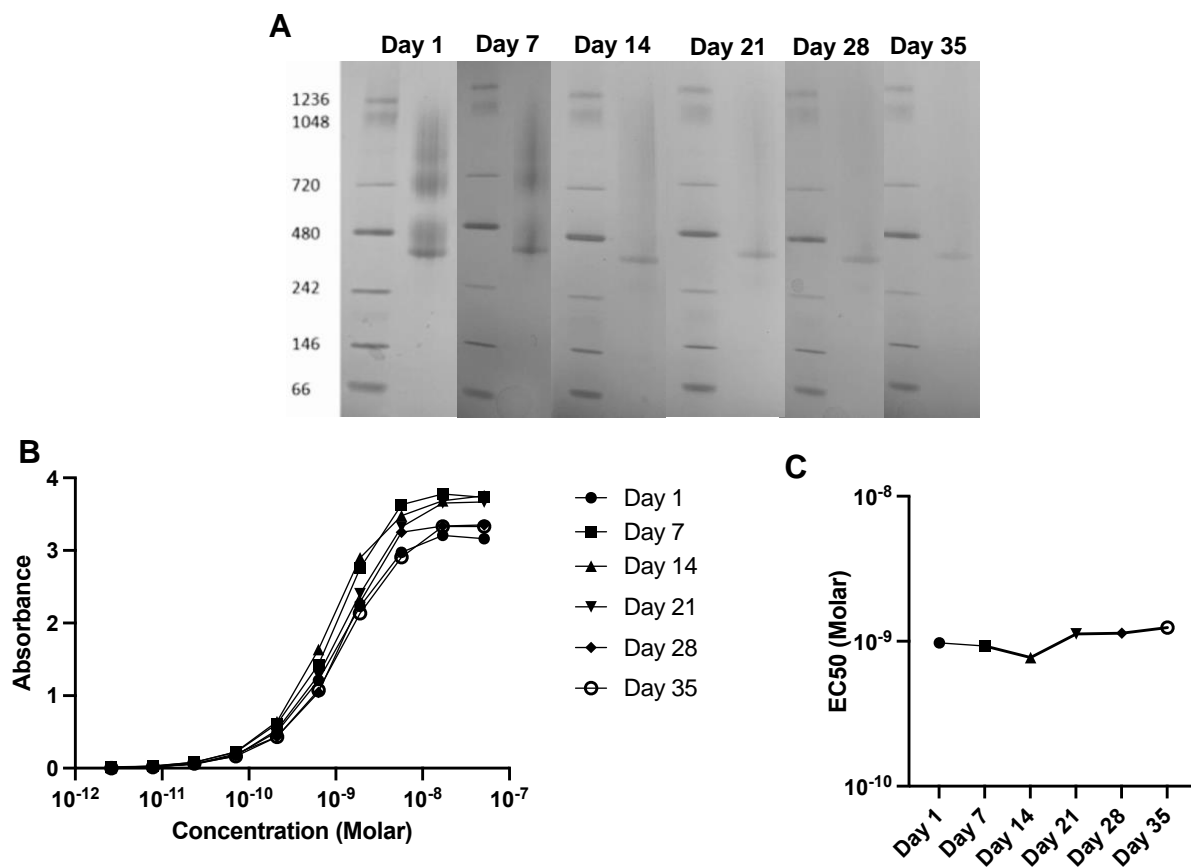 A
Day 1 Day 7 Day 14 Day 21 Day 28 Day 35
1236
1048
720
480
242
146
66
B
4
3
2
1
0
Absorbance
10-12 10-11 10-10 10-9 10-8 10-7
Concentration (Molar)
Day 1
Day 7
Day 14
Day 21
Day 28
Day 35
C
10-8
10-9
10-10
EC50 (Molar)
Day 1
Day 7
Day 14
Day 21
Day 28
Day 35